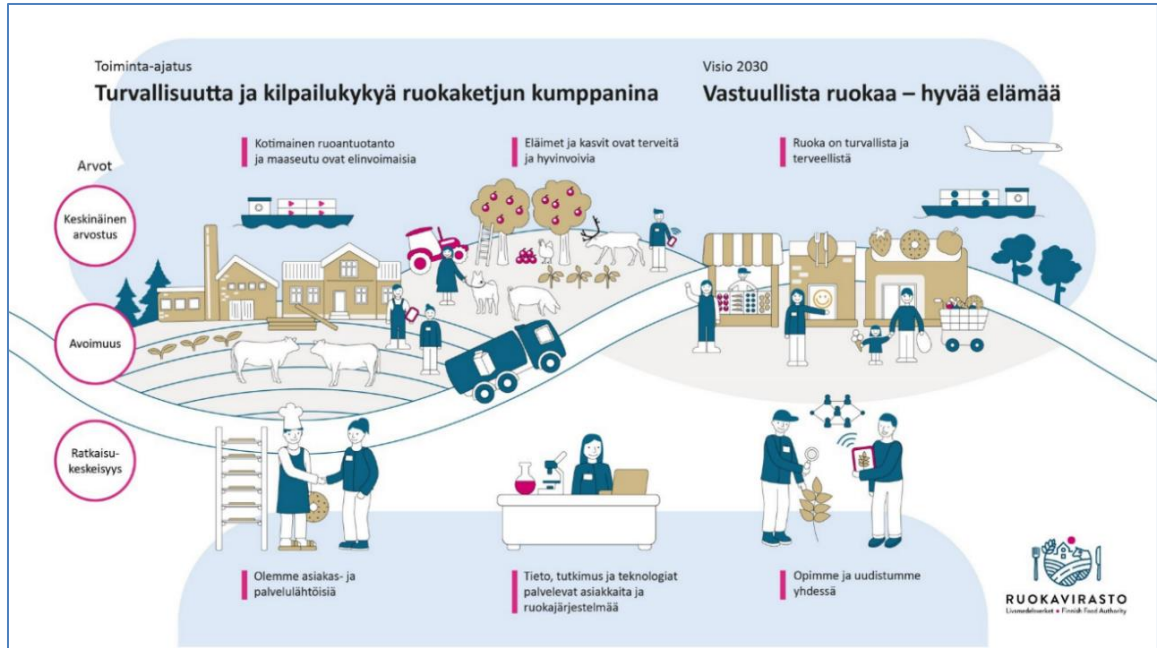 Toiminta-ajatus
Turvallisuutta ja kilpailukykyä ruokaketjun kumppanina
Visio 2030
Vastuullista ruokaa – hyvää elämää
Kotimainen ruoantuotanto
ja maaseutu ovat elinvoimaisia
Eläimet ja kasvit ovat terveitä
ja hyvinvoivia
Ruoka on turvallista ja
terveellistä
Arvot
Keskinäinen
arvostus
Avoimuus
Ratkaisu-
keskeisyys
Olemme asiakas- ja
palvelulähtöisiä
Tieto, tutkimus ja teknologiat
palvelevat asiakkaita ja
ruokajärjestelmää
Opimme ja uudistumme
yhdessä
RUOKAVIRASTO
Livsmedelsverket • Finnish Food Authority